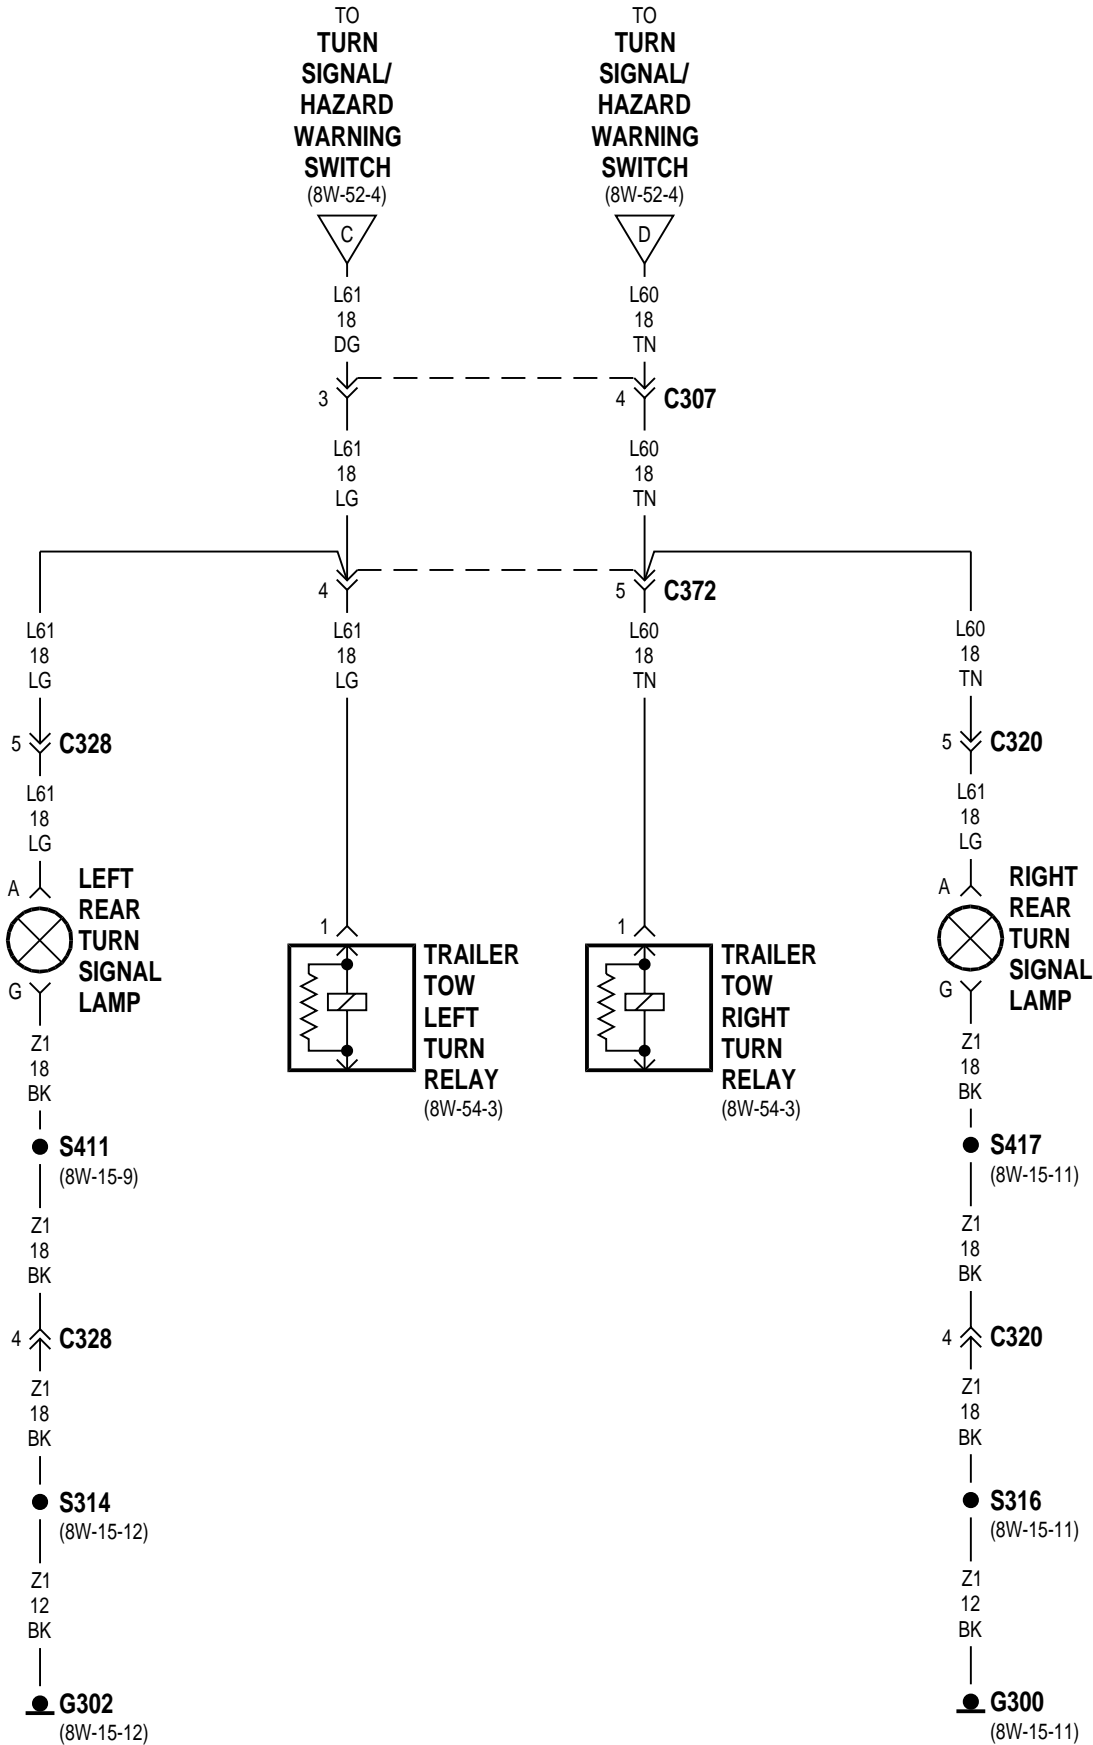 TO
TURN
SIGNAL/
HAZARD
WARNING
SWITCH
(8W-52-4)
C
L61
18
DG
3
L61
18
LG
TO
TURN
SIGNAL/
HAZARD
WARNING
SWITCH
(8W-52-4)
D
L60
18
TN
4
C307
L60
18
TN
4
5
C372
L61
18
LG
5
C328
L61
18
LG
A
LEFT
REAR
TURN
SIGNAL
LAMP
G
Z1
18
BK
S411
(8W-15-9)
Z1
18
BK
4
C328
Z1
18
BK
S314
(8W-15-12)
Z1
12
BK
G302
(8W-15-12)
L61
18
LG
1
TRAILER
TOW
LEFT
TURN
RELAY
(8W-54-3)
L60
18
TN
1
TRAILER
TOW
RIGHT
TURN
RELAY
(8W-54-3)
L60
18
TN
5
C320
L61
18
LG
A
RIGHT
REAR
TURN
SIGNAL
LAMP
G
Z1
18
BK
S417
(8W-15-11)
Z1
18
BK
4
C320
Z1
18
BK
S316
(8W-15-11)
Z1
12
BK
G300
(8W-15-11)